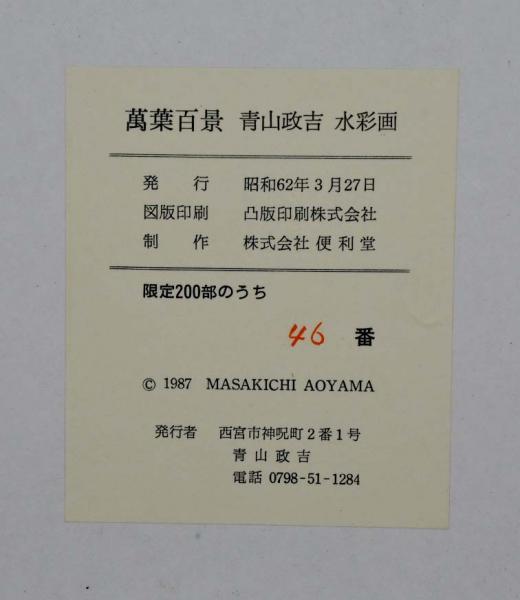 萬葉百景 青山政吉 水彩画
発行 昭和62年3月27日
図版印刷 凸版印刷株式会社
制作 株式会社便利堂
限定200部のうち
46 番
© 1987 MASAKICHI AOYAMA
発行者 西宮市神呪町2番1号
青山政吉
電話 0798-51-1284